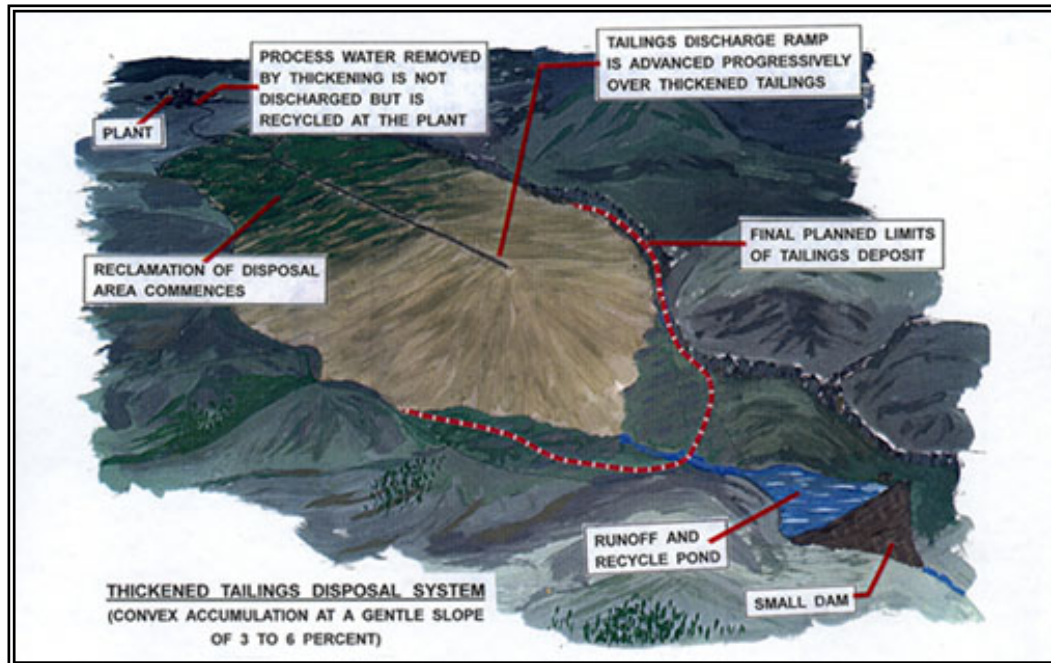 PROCESS WATER REMOVED
BY THICKENING IS NOT
DISCHARGED BUT IS
RECYCLED AT THE PLANT
TAILINGS DISCHARGE RAMP
IS ADVANCED PROGRESSIVELY
OVER THICKENED TAILINGS
PLANT
FINAL PLANNED LIMITS
OF TAILINGS DEPOSIT
RECLAMATION OF DISPOSAL
AREA COMMENCES
RUNOFF AND
RECYCLE POND
SMALL DAM
THICKENED TAILINGS DISPOSAL SYSTEM
(CONVEX ACCUMULATION AT A GENTLE SLOPE
OF 3 TO 6 PERCENT)